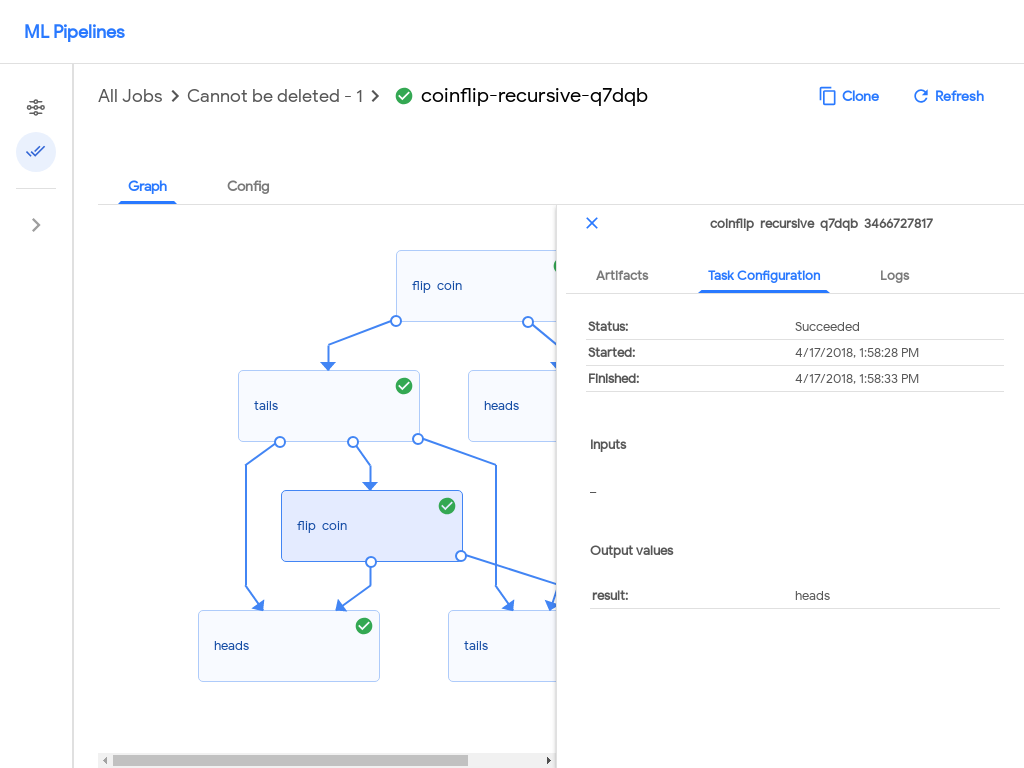 ML Pipelines
All Jobs > Cannot be deleted - 1 > coinflip-recursive-q7dqb
Clone
Refresh
Graph
Config
coinflip recursive q7dqb 3466727817
Artifacts
Task Configuration
Logs
Status: Succeeded
Started: 4/17/2018, 1:58:28 PM
Finished: 4/17/2018, 1:58:33 PM
Inputs
–
Output values
result: heads
flip coin
tails
heads
flip coin
heads
tails